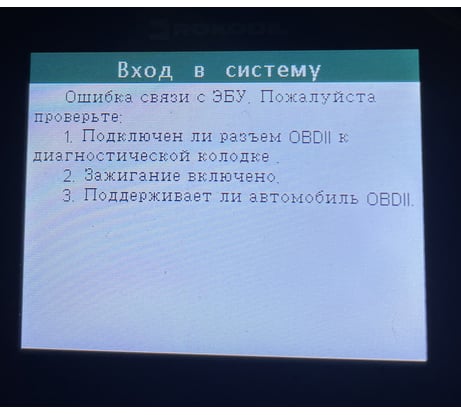 Вход в систему
Ошибка связи с ЭБУ. Пожалуйста
проверьте:
1. Подключен ли разъем OBDII к
диагностической колодке .
2. Зажигание включено.
3. Поддерживает ли автомобиль OBDII.